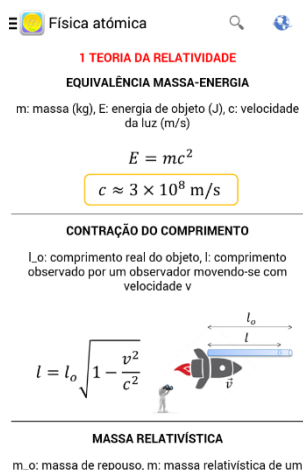 Física atómica
1 TEORIA DA RELATIVIDADE
EQUIVALÊNCIA MASSA-ENERGIA
m: massa (kg), E: energia de objeto (J), c: velocidade
da luz (m/s)
E = mc²
c ≈ 3 × 10⁸ m/s
CONTRAÇÃO DO COMPRIMENTO
l_o: comprimento real do objeto, l: comprimento
observado por um observador movendo-se com
velocidade v
l = lₒ√(1 − v²/c²)
lₒ
l
v⃗
MASSA RELATIVÍSTICA
m_o: massa de repouso, m: massa relativística de um